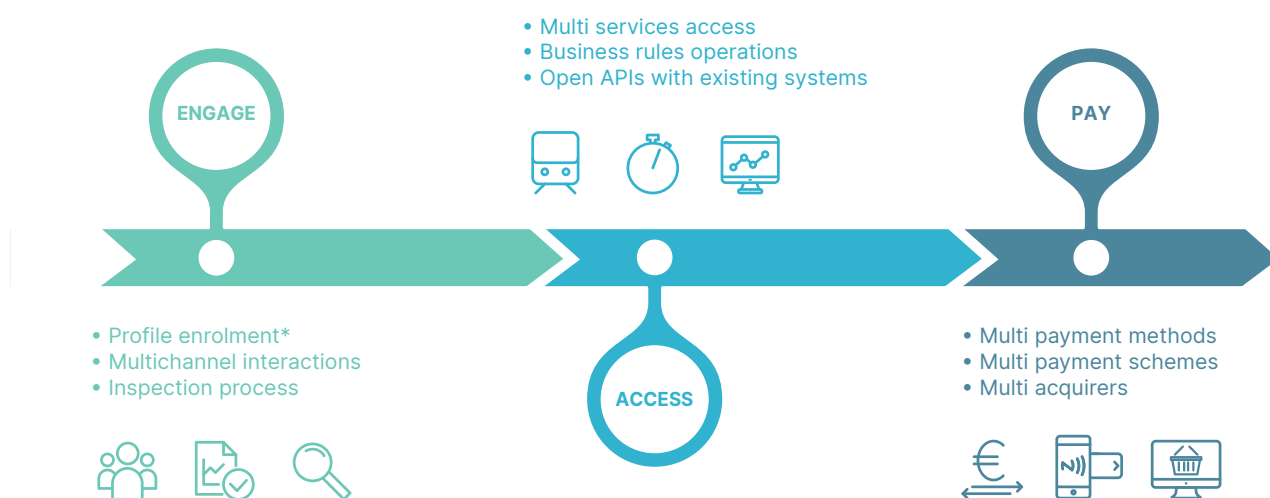 • Multi services access
• Business rules operations
• Open APIs with existing systems
ENGAGE
PAY
• Profile enrolment*
• Multichannel interactions
• Inspection process
ACCESS
• Multi payment methods
• Multi payment schemes
• Multi acquirers
€